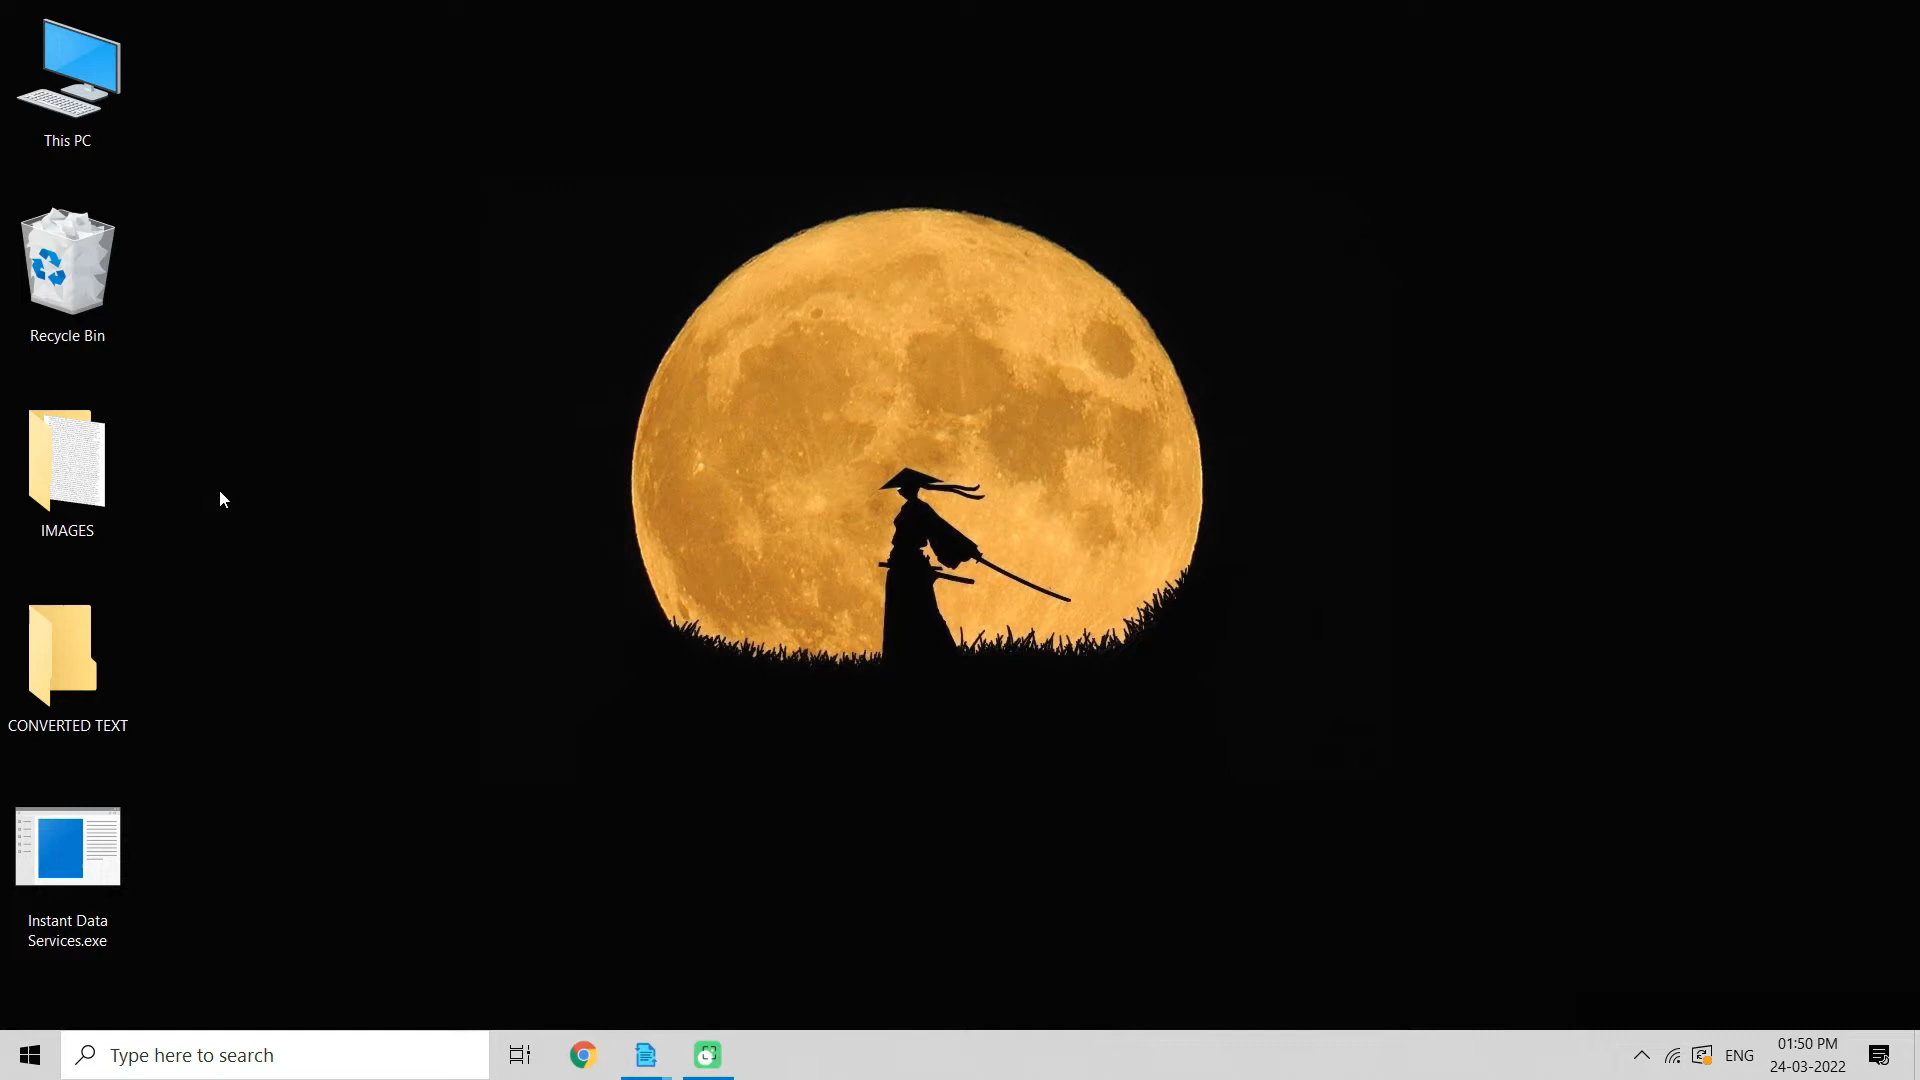 This PC
Recycle Bin
IMAGES
CONVERTED TEXT
Instant Data
Services.exe
Type here to search
ENG
01:50 PM
24-03-2022